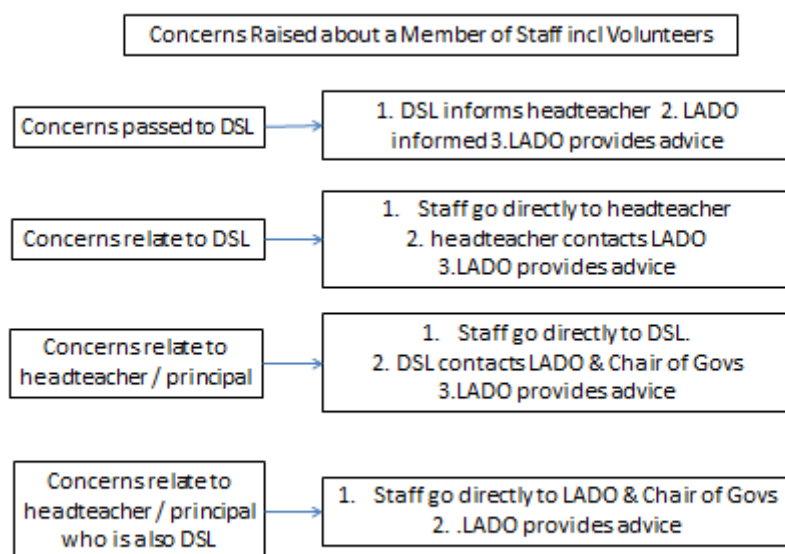 Concerns Raised about a Member of Staff incl Volunteers
Concerns passed to DSL
1. DSL informs headteacher 2. LADO
informed 3.LADO provides advice
Concerns relate to DSL
1. Staff go directly to headteacher
2. headteacher contacts LADO
3.LADO provides advice
Concerns relate to
headteacher / principal
1. Staff go directly to DSL.
2. DSL contacts LADO & Chair of Govs
3.LADO provides advice
Concerns relate to
headteacher / principal
who is also DSL
1. Staff go directly to LADO & Chair of Govs
2. .LADO provides advice